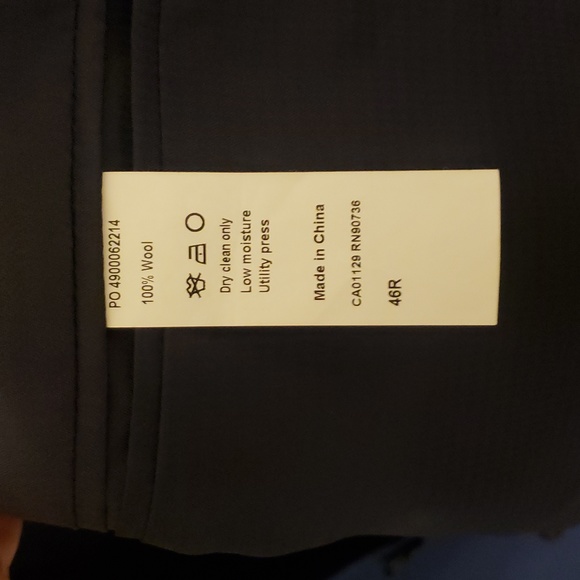 PO 4900062214
100% Wool
Dry clean only
Low moisture
Utility press
Made in China
CA01129 RN90736
46R